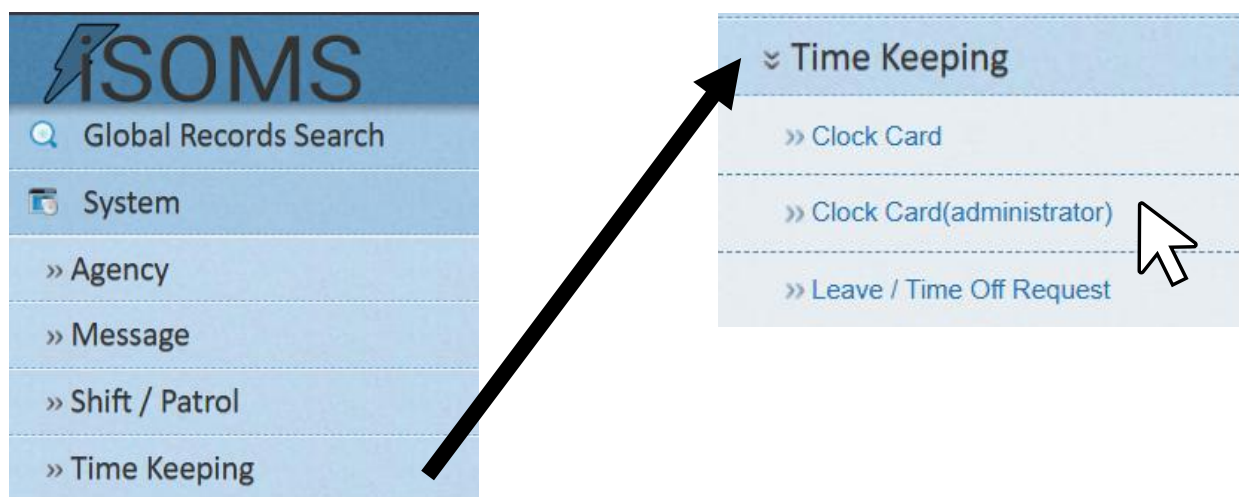 iSOMS
Global Records Search
System
» Agency
» Message
» Shift / Patrol
» Time Keeping
Time Keeping
» Clock Card
» Clock Card(administrator)
» Leave / Time Off Request